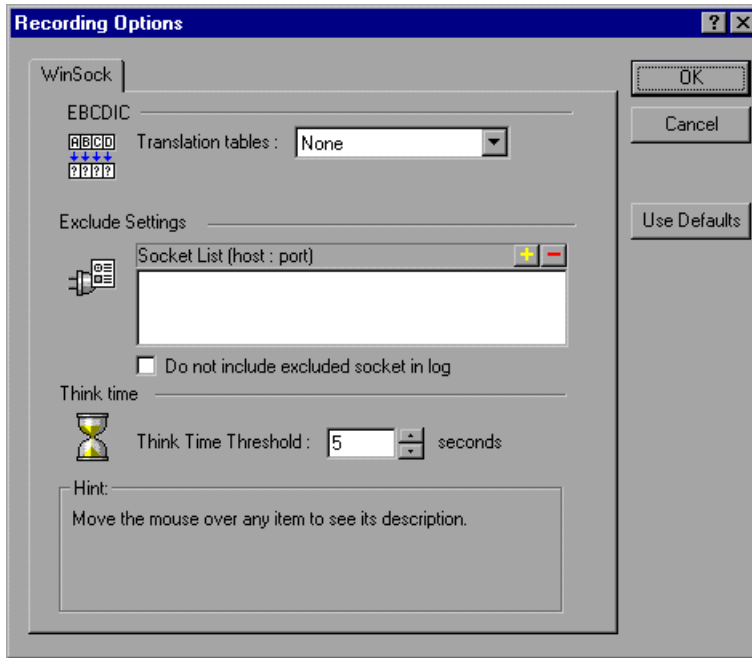 Recording Options
WinSock
OK
EBCDIC
Cancel
ABCD
Translation tables :
None
????
Exclude Settings
Use Defaults
Socket List (host : port)
Do not include excluded socket in log
Think time
Think Time Threshold :
5
seconds
Hint:
Move the mouse over any item to see its description.